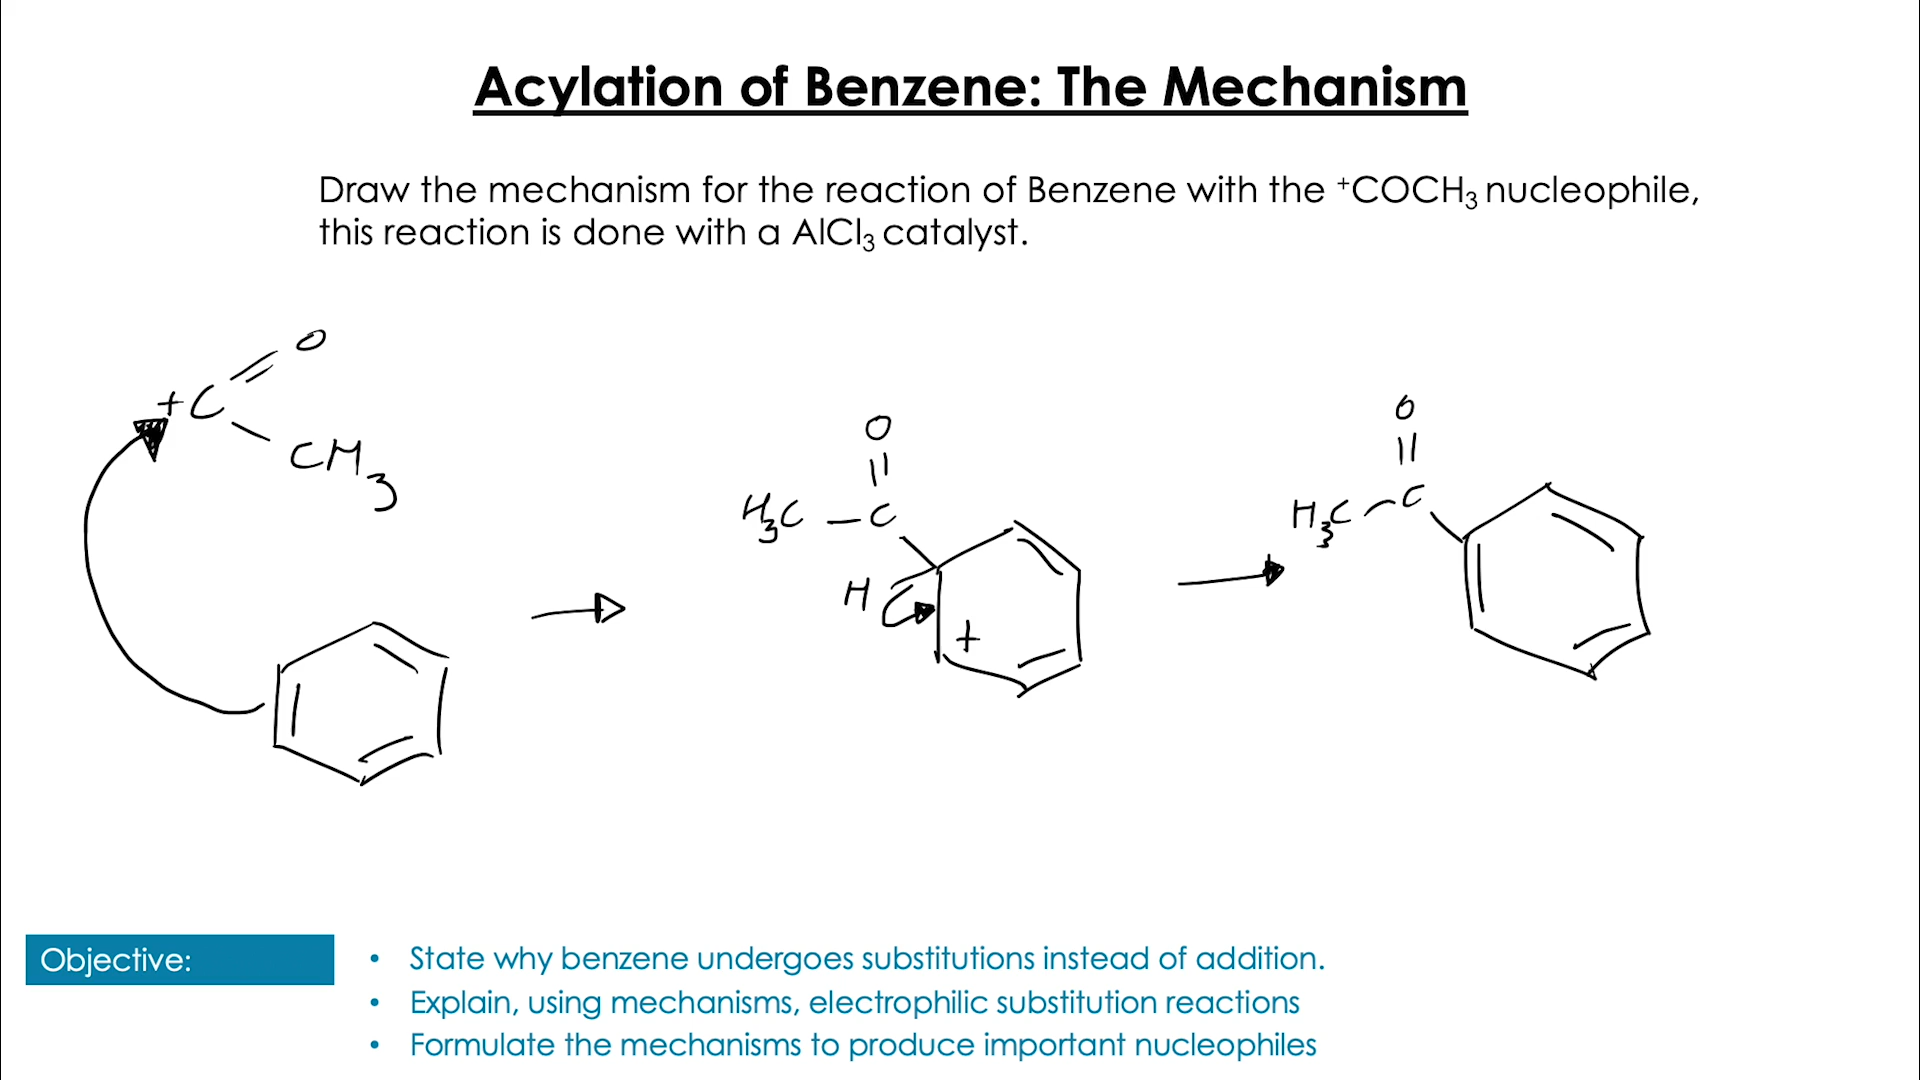 Acylation of Benzene: The Mechanism
Draw the mechanism for the reaction of Benzene with the ⁺COCH₃ nucleophile,
this reaction is done with a AlCl₃ catalyst.
O
+C
CH₃
O
H₃C – C
H
+
O
H₃C – C
Objective:
• State why benzene undergoes substitutions instead of addition.
• Explain, using mechanisms, electrophilic substitution reactions
• Formulate the mechanisms to produce important nucleophiles